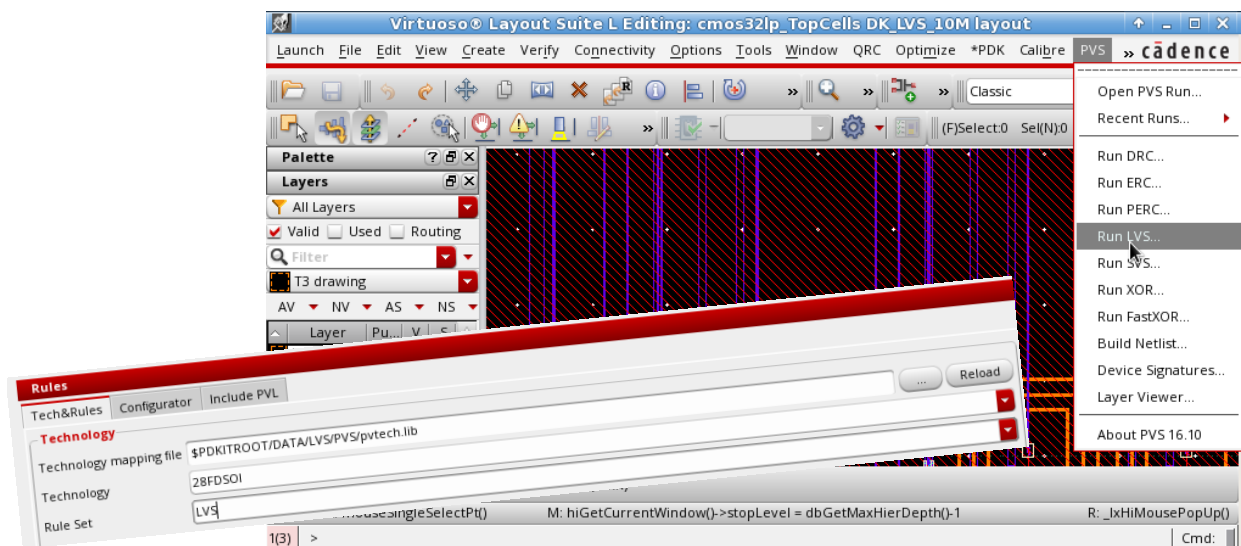 Virtuoso® Layout Suite L Editing: cmos32lp_TopCells DK_LVS_10M layout
Launch File Edit View Create Verify Connectivity Options Tools Window QRC Optimize *PDK Calibre PVS » cādence
R » » » Classic
» (F)Select:0 Sel(N):0
Palette ?
Layers
All Layers
Valid Used Routing
Filter
T3 drawing
AV NV AS NS
Layer Pu... V S
Open PVS Run...
Recent Runs...
Run DRC...
Run ERC...
Run PERC...
Run LVS...
Run SVS...
Run XOR...
Run FastXOR...
Build Netlist...
Device Signatures...
Layer Viewer...
About PVS 16.10
Rules
Tech&Rules Configurator Include PVL
Technology
Technology mapping file $PDKITROOT/DATA/LVS/PVS/pvtech.lib ... Reload
Technology 28FDSOI
Rule Set LVS
ouseSingleSelectPt() M: hiGetCurrentWindow()->stopLevel = dbGetMaxHierDepth()-1 R: _lxHiMousePopUp()
1(3) > Cmd: